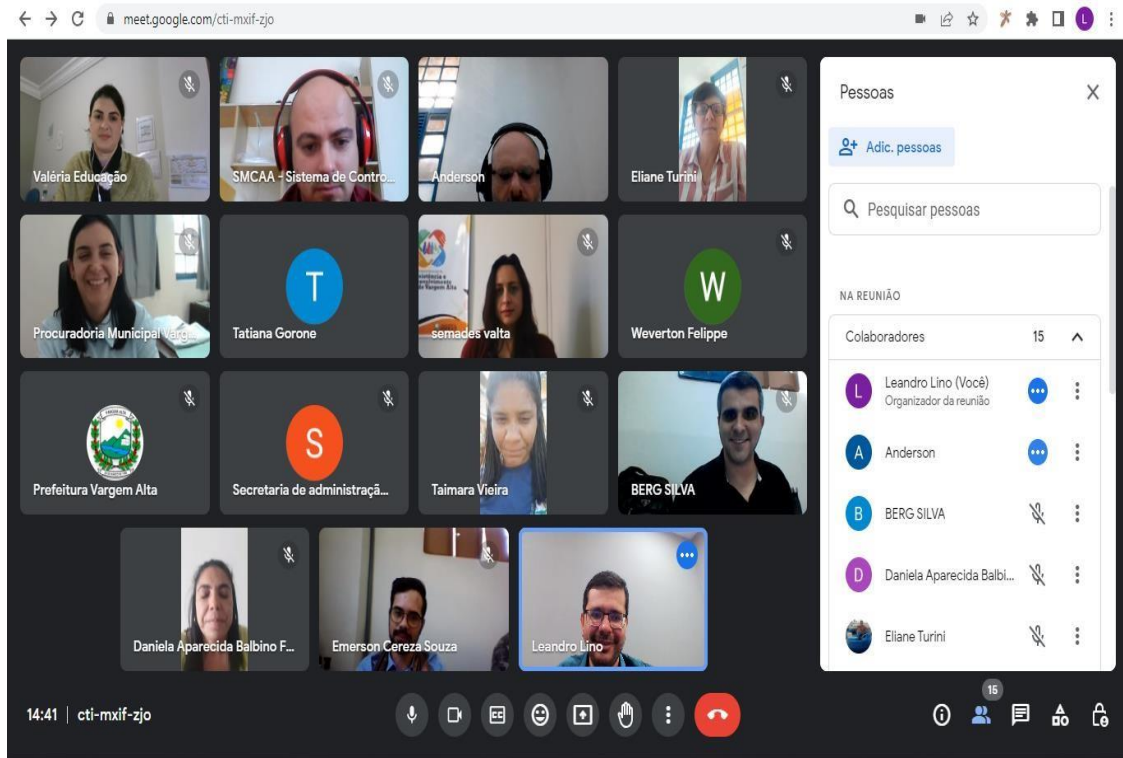 meet.google.com/cti-mxif-zjo
L
Valéria Educação
SMCAA - Sistema de Contro...
Anderson
Eliane Turini
Procuradoria Municipal Varg...
T
Tatiana Gorone
semades valta
W
Weverton Felippe
Prefeitura Vargem Alta
S
Secretaria de administraçã...
Taimara Vieira
BERG SILVA
Daniela Aparecida Balbino F...
Emerson Cereza Souza
Leandro Lino
Pessoas
Adic. pessoas
Pesquisar pessoas
NA REUNIÃO
Colaboradores 15
L Leandro Lino (Você)
Organizador da reunião
A Anderson
B BERG SILVA
D Daniela Aparecida Balbi...
Eliane Turini
14:41 | cti-mxif-zjo
CC
15